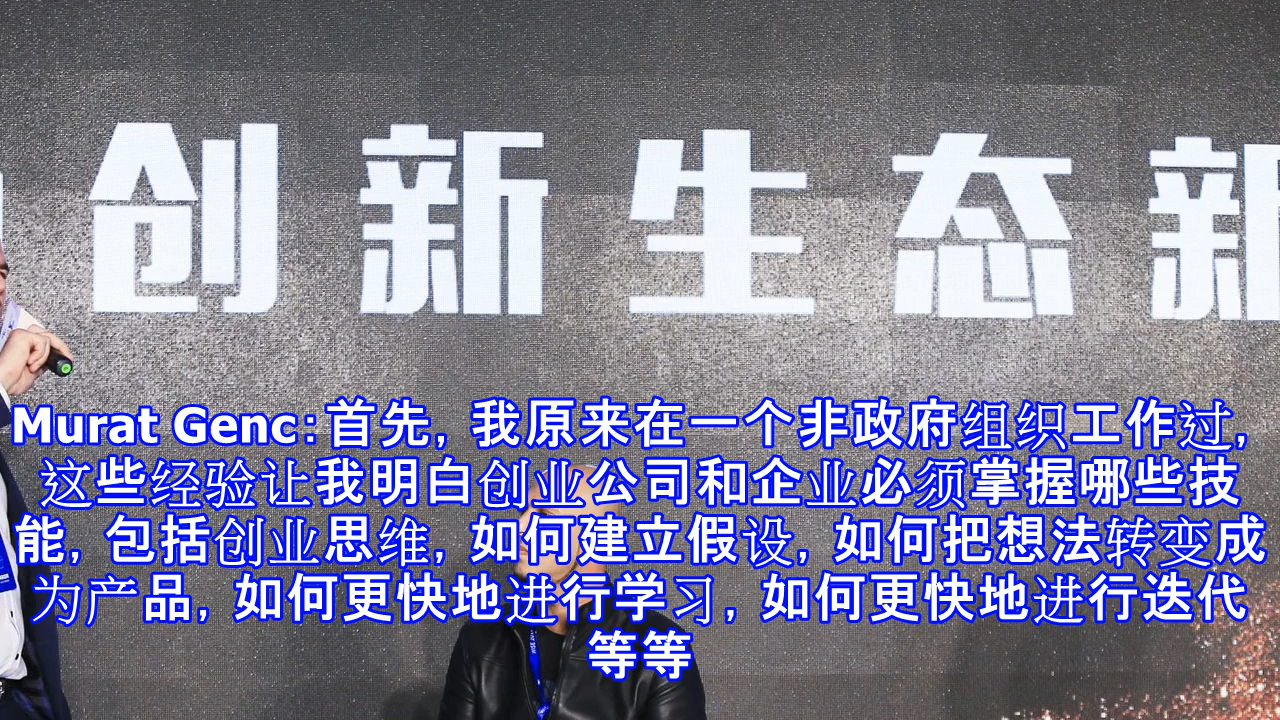 创新生态新
Murat Genc:首先, 我原来在一个非政府组织工作过,
这些经验让我明白创业公司和企业必须掌握哪些技
能, 包括创业思维, 如何建立假设, 如何把想法转变成
为产品, 如何更快地进行学习, 如何更快地进行迭代
等等